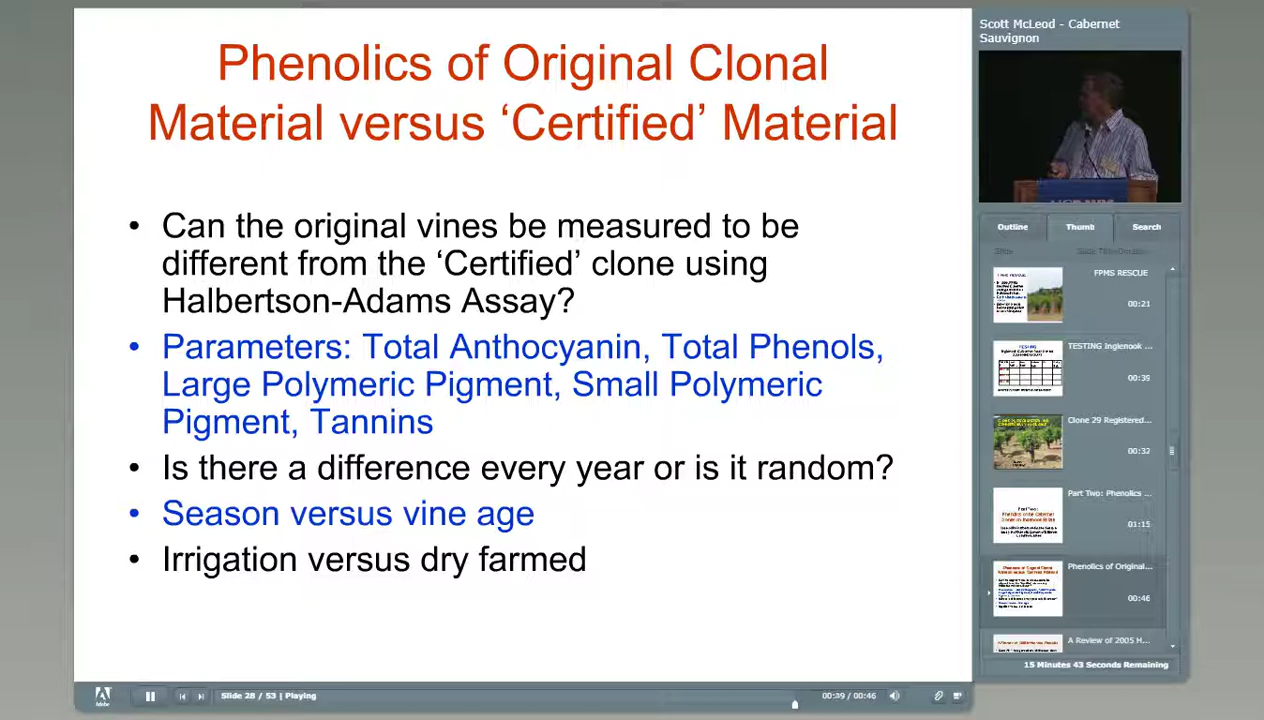 Phenolics of Original Clonal
Material versus ‘Certified’ Material
• Can the original vines be measured to be
different from the ‘Certified’ clone using
Halbertson-Adams Assay?
• Parameters: Total Anthocyanin, Total Phenols,
Large Polymeric Pigment, Small Polymeric
Pigment, Tannins
• Is there a difference every year or is it random?
• Season versus vine age
• Irrigation versus dry farmed
Scott McLeod - Cabernet
Sauvignon
Outline Thumb Search
FPMS RESCUE
00:21
TESTING Inglenook ...
00:39
Clone 29 Registered...
00:32
Part Two: Phenolics ...
01:15
Phenolics of Original...
00:46
A Review of 2005 H...
15 Minutes 43 Seconds Remaining
Adobe
Slide 28 / 53 | Playing
00:39 / 00:46